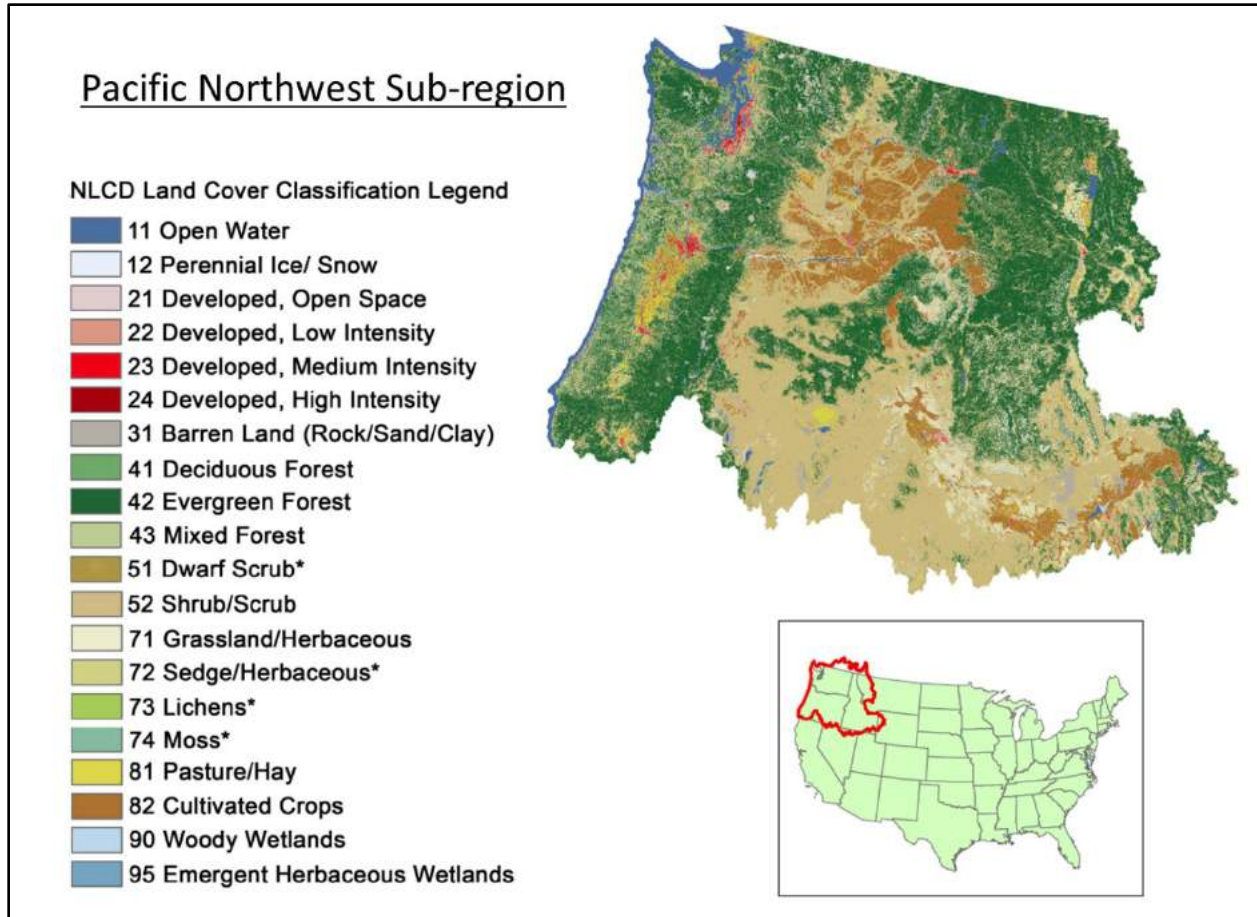 Pacific Northwest Sub-region
NLCD Land Cover Classification Legend
11 Open Water
12 Perennial Ice/ Snow
21 Developed, Open Space
22 Developed, Low Intensity
23 Developed, Medium Intensity
24 Developed, High Intensity
31 Barren Land (Rock/Sand/Clay)
41 Deciduous Forest
42 Evergreen Forest
43 Mixed Forest
51 Dwarf Scrub*
52 Shrub/Scrub
71 Grassland/Herbaceous
72 Sedge/Herbaceous*
73 Lichens*
74 Moss*
81 Pasture/Hay
82 Cultivated Crops
90 Woody Wetlands
95 Emergent Herbaceous Wetlands